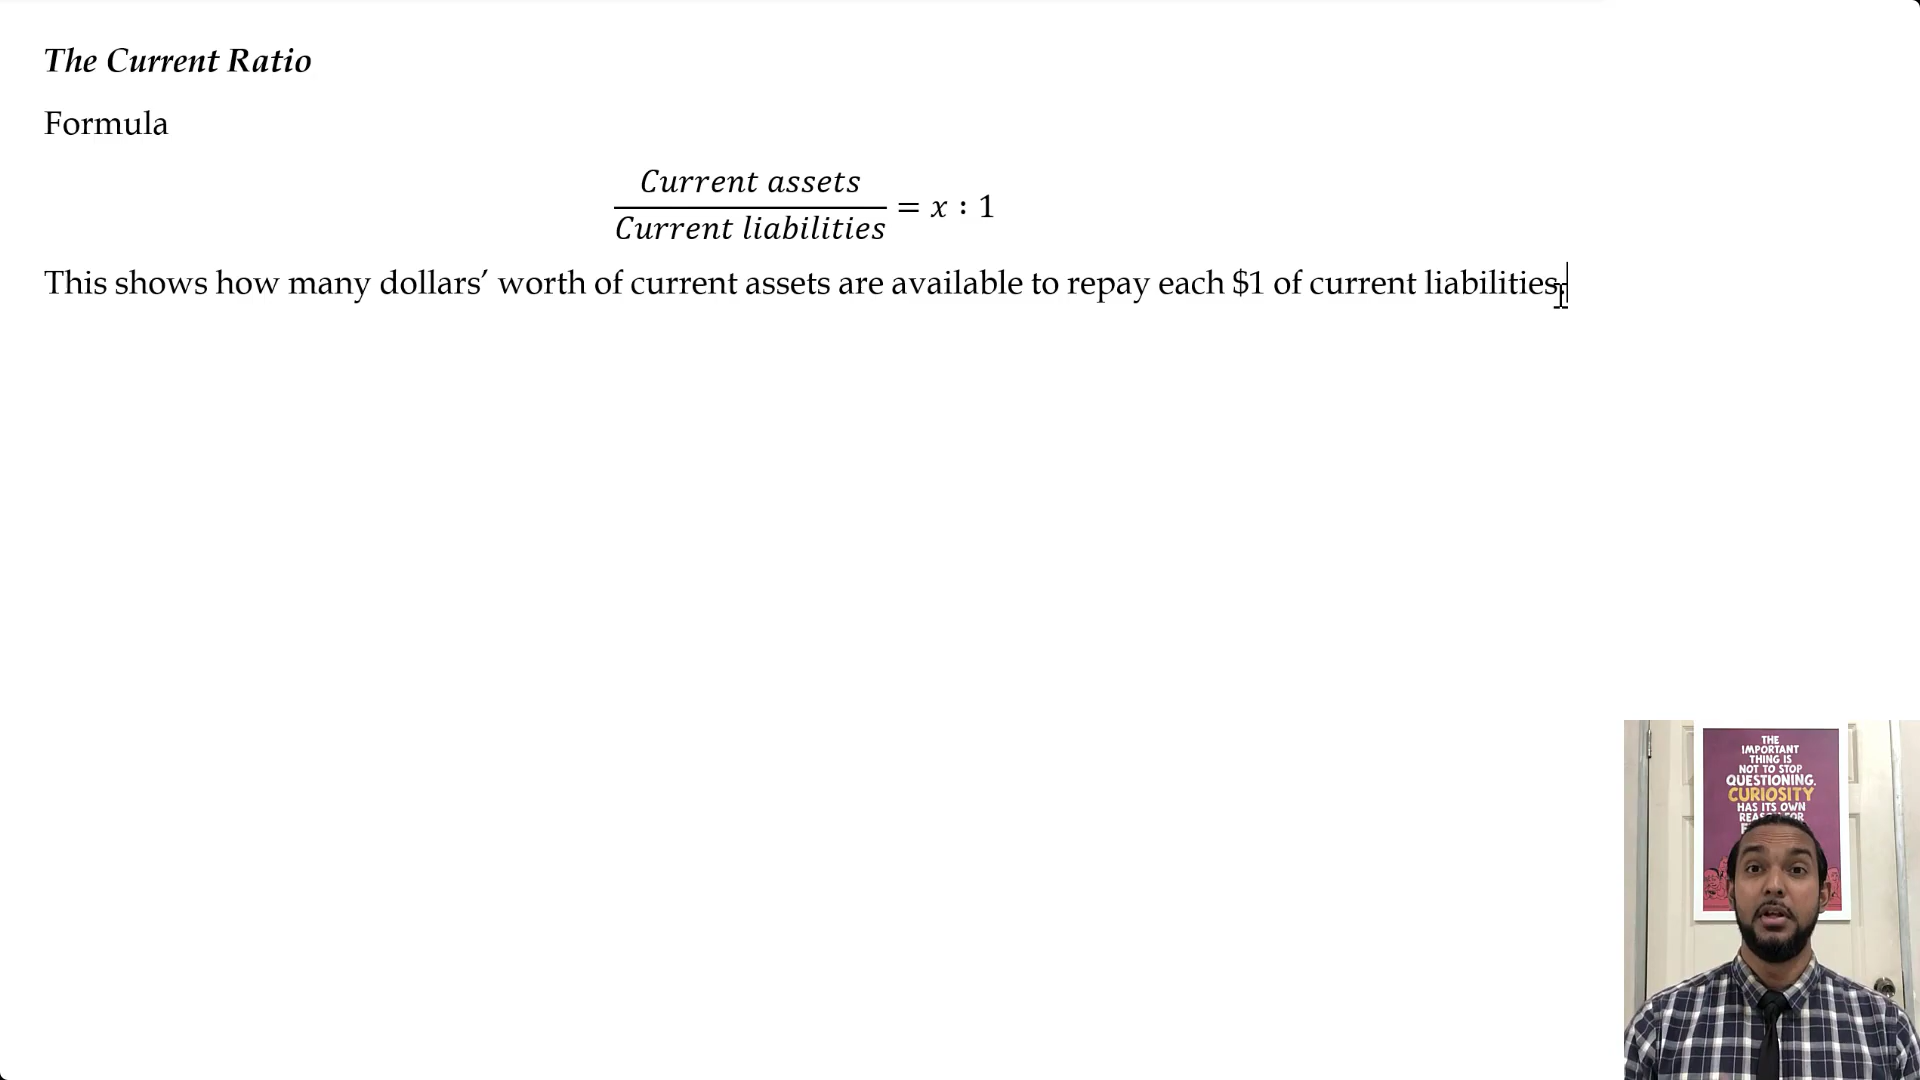 The Current Ratio
Formula
Current assets
Current liabilities
= x : 1
This shows how many dollars’ worth of current assets are available to repay each $1 of current liabilities.
THE
IMPORTANT
THING IS
NOT TO STOP
QUESTIONING.
CURIOSITY
HAS ITS OWN